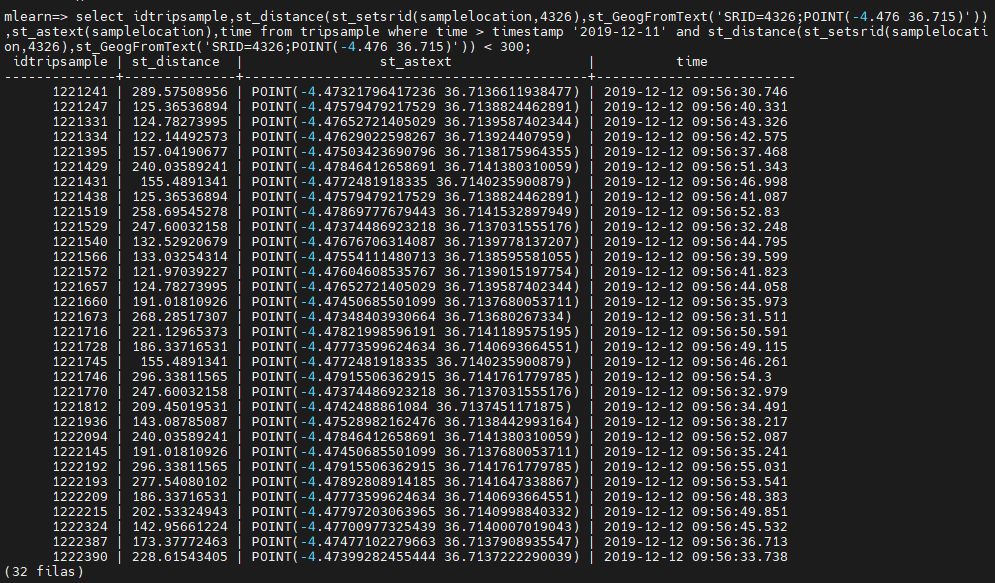 mlearn=> select idtripsample,st_distance(st_setsrid(samplelocation,4326),st_GeogFromText('SRID=4326;POINT(-4.476 36.715)'))
,st_astext(samplelocation),time from tripsample where time > timestamp '2019-12-11' and st_distance(st_setsrid(samplelocati
on,4326),st_GeogFromText('SRID=4326;POINT(-4.476 36.715)')) < 300;
 idtripsample | st_distance  |                 st_astext                  |          time
--------------+--------------+--------------------------------------------+-------------------------
      1221241 | 289.57508956 | POINT(-4.47321796417236 36.7136611938477) | 2019-12-12 09:56:30.746
      1221247 | 125.36536894 | POINT(-4.47579479217529 36.7138824462891) | 2019-12-12 09:56:40.331
      1221331 | 124.78273995 | POINT(-4.47652721405029 36.7139587402344) | 2019-12-12 09:56:43.326
      1221334 | 122.14492573 | POINT(-4.47629022598267 36.713924407959)  | 2019-12-12 09:56:42.575
      1221395 | 157.04190677 | POINT(-4.47503423690796 36.7138175964355) | 2019-12-12 09:56:37.468
      1221429 | 240.03589241 | POINT(-4.47846412658691 36.7141380310059) | 2019-12-12 09:56:51.343
      1221431 |  155.4891341 | POINT(-4.4772481918335 36.7140235900879)  | 2019-12-12 09:56:46.998
      1221438 | 125.36536894 | POINT(-4.47579479217529 36.7138824462891) | 2019-12-12 09:56:41.087
      1221519 | 258.69545278 | POINT(-4.47869777679443 36.7141532897949) | 2019-12-12 09:56:52.83
      1221529 | 247.60032158 | POINT(-4.47374486923218 36.7137031555176) | 2019-12-12 09:56:32.248
      1221540 | 132.52920679 | POINT(-4.47676706314087 36.7139778137207) | 2019-12-12 09:56:44.795
      1221566 | 133.03254314 | POINT(-4.47554111480713 36.7138595581055) | 2019-12-12 09:56:39.599
      1221572 | 121.97039227 | POINT(-4.47604608535767 36.7139015197754) | 2019-12-12 09:56:41.823
      1221657 | 124.78273995 | POINT(-4.47652721405029 36.7139587402344) | 2019-12-12 09:56:44.058
      1221660 | 191.01810926 | POINT(-4.47450685501099 36.7137680053711) | 2019-12-12 09:56:35.973
      1221673 | 268.28517307 | POINT(-4.47348403930664 36.713680267334)  | 2019-12-12 09:56:31.511
      1221716 | 221.12965373 | POINT(-4.47821998596191 36.7141189575195) | 2019-12-12 09:56:50.591
      1221728 | 186.33716531 | POINT(-4.47773599624634 36.7140693664551) | 2019-12-12 09:56:49.115
      1221745 |  155.4891341 | POINT(-4.4772481918335 36.7140235900879)  | 2019-12-12 09:56:46.261
      1221746 | 296.33811565 | POINT(-4.47915506362915 36.7141761779785) | 2019-12-12 09:56:54.3
      1221770 | 247.60032158 | POINT(-4.47374486923218 36.7137031555176) | 2019-12-12 09:56:32.979
      1221812 | 209.45019531 | POINT(-4.4742488861084 36.7137451171875)  | 2019-12-12 09:56:34.491
      1221936 | 143.08785087 | POINT(-4.47528982162476 36.7138442993164) | 2019-12-12 09:56:38.217
      1222094 | 240.03589241 | POINT(-4.47846412658691 36.7141380310059) | 2019-12-12 09:56:52.087
      1222145 | 191.01810926 | POINT(-4.47450685501099 36.7137680053711) | 2019-12-12 09:56:35.241
      1222192 | 296.33811565 | POINT(-4.47915506362915 36.7141761779785) | 2019-12-12 09:56:55.031
      1222193 | 277.54080102 | POINT(-4.47892808914185 36.7141647338867) | 2019-12-12 09:56:53.541
      1222209 | 186.33716531 | POINT(-4.47773599624634 36.7140693664551) | 2019-12-12 09:56:48.383
      1222215 | 202.53324943 | POINT(-4.47797203063965 36.7140998840332) | 2019-12-12 09:56:49.851
      1222324 | 142.95661224 | POINT(-4.47700977325439 36.7140007019043) | 2019-12-12 09:56:45.532
      1222387 | 173.37772463 | POINT(-4.47477102279663 36.7137908935547) | 2019-12-12 09:56:36.713
      1222390 | 228.61543405 | POINT(-4.47399282455444 36.7137222290039) | 2019-12-12 09:56:33.738
(32 filas)